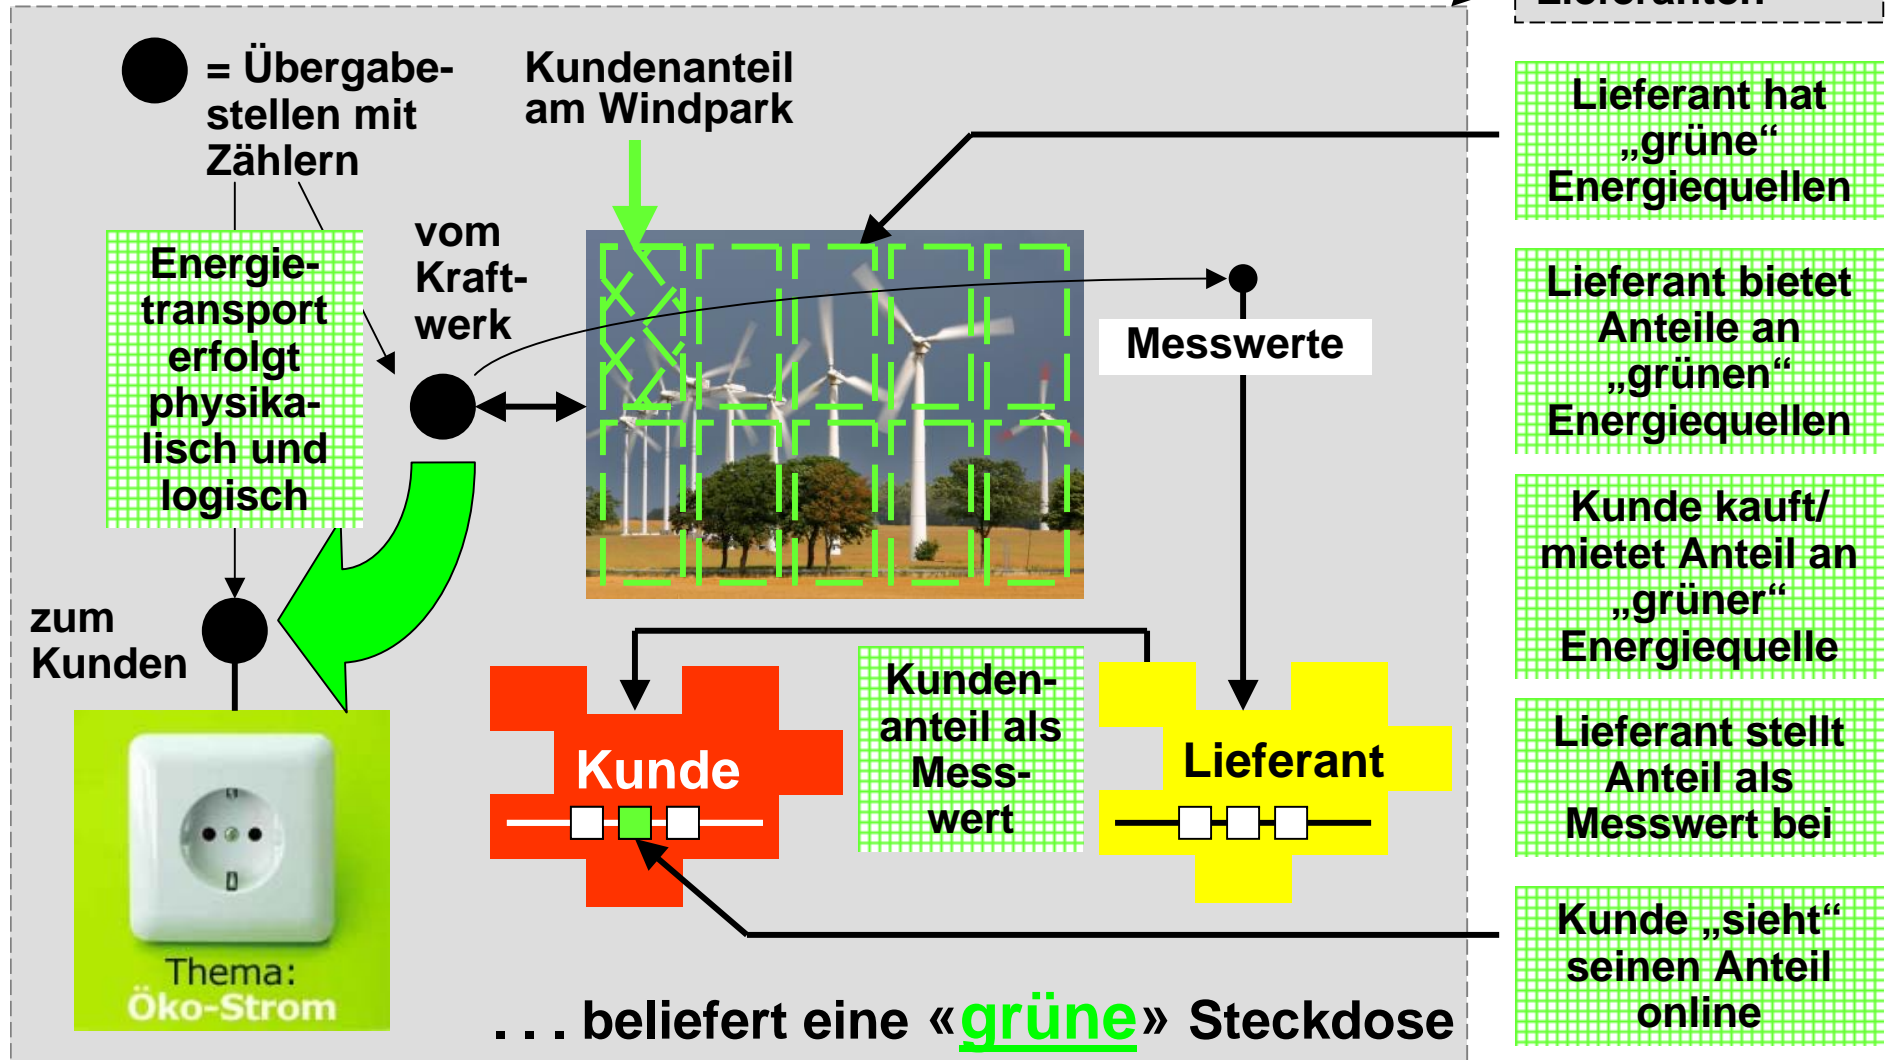 Lieferanten
= Übergabe-
stellen mit
Zählern
Kundenanteil
am Windpark
Energie-
transport
erfolgt
physika-
lisch und
logisch
vom
Kraft-
werk
Messwerte
zum
Kunden
Kunde
Kunden-
anteil als
Mess-
wert
Lieferant
Thema:
Öko-Strom
. . . beliefert eine «grüne» Steckdose
Lieferant hat
„grüne“
Energiequellen
Lieferant bietet
Anteile an
„grünen“
Energiequellen
Kunde kauft/
mietet Anteil an
„grüner“
Energiequelle
Lieferant stellt
Anteil als
Messwert bei
Kunde „sieht“
seinen Anteil
online